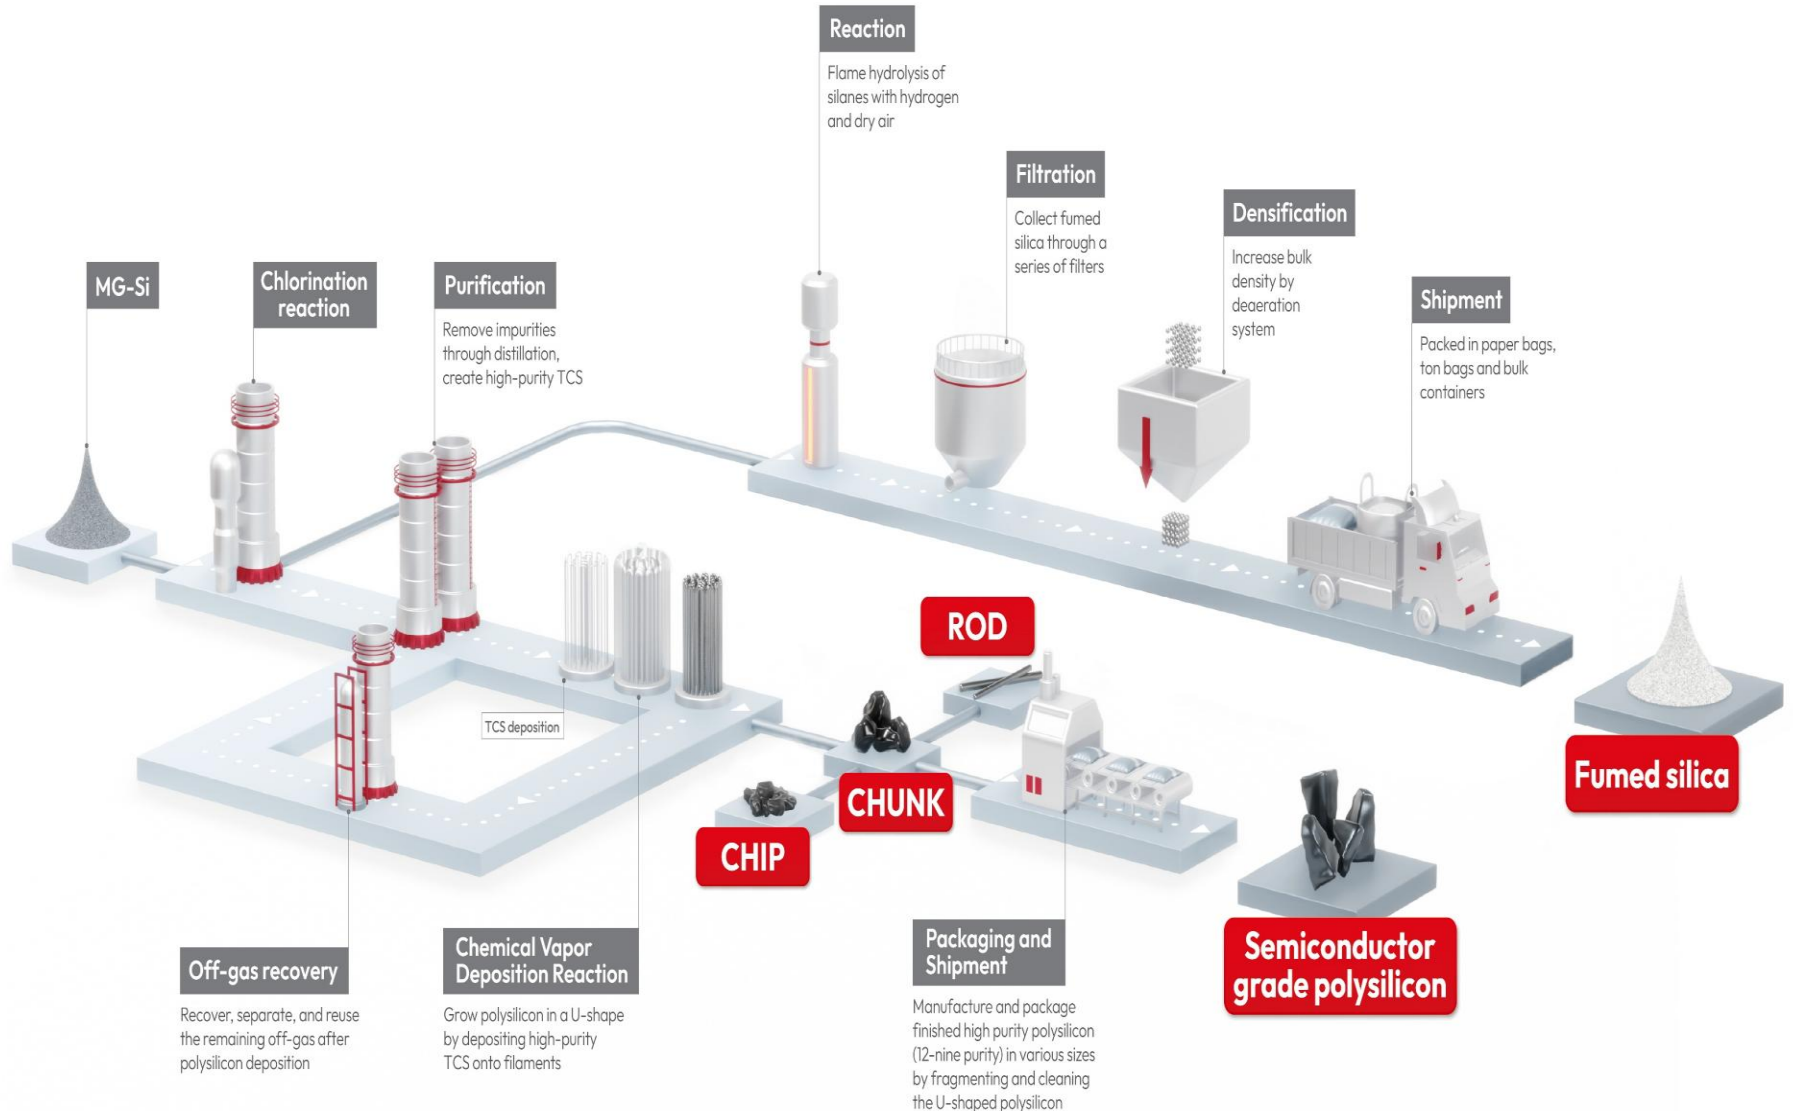 Reaction
Flame hydrolysis of
silanes with hydrogen
and dry air
Filtration
Collect fumed
silica through a
series of filters
Densification
Increase bulk
density by
deaeration
system
Shipment
Packed in paper bags,
ton bags and bulk
containers
MG-Si
Chlorination
reaction
Purification
Remove impurities
through distillation,
create high-purity TCS
TCS deposition
ROD
CHUNK
CHIP
Fumed silica
Off-gas recovery
Recover, separate, and reuse
the remaining off-gas after
polysilicon deposition
Chemical Vapor
Deposition Reaction
Grow polysilicon in a U-shape
by depositing high-purity
TCS onto filaments
Packaging and
Shipment
Manufacture and package
finished high purity polysilicon
(12-nine purity) in various sizes
by fragmenting and cleaning
the U-shaped polysilicon
Semiconductor
grade polysilicon